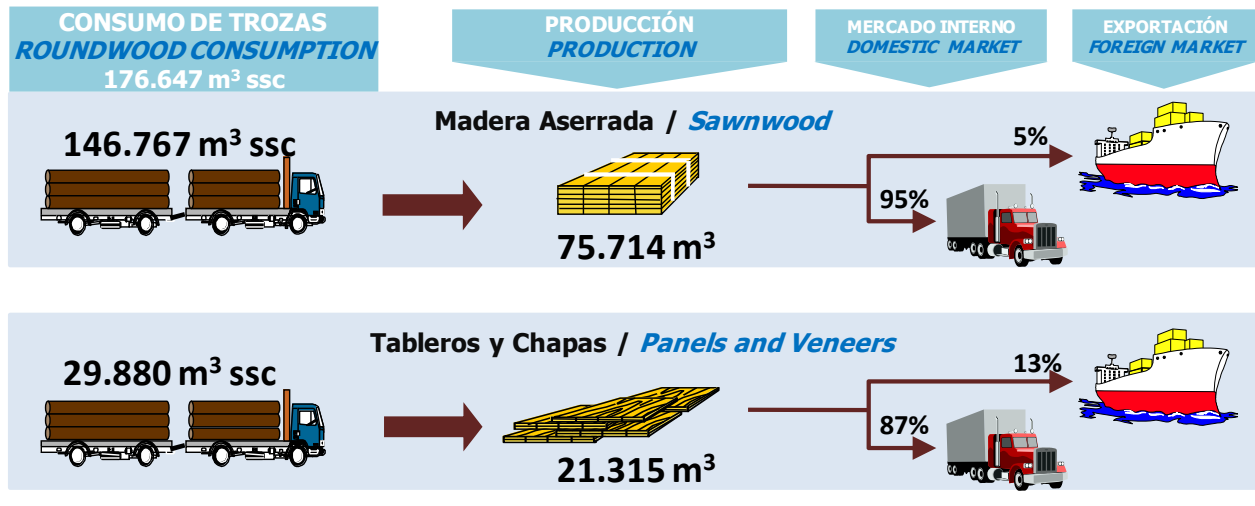 CONSUMO DE TROZAS
ROUNDWOOD CONSUMPTION
176.647 m³ ssc
PRODUCCIÓN
PRODUCTION
MERCADO INTERNO
DOMESTIC MARKET
EXPORTACIÓN
FOREIGN MARKET
Madera Aserrada / Sawnwood
146.767 m³ ssc
75.714 m³
5%
95%
Tableros y Chapas / Panels and Veneers
29.880 m³ ssc
21.315 m³
13%
87%